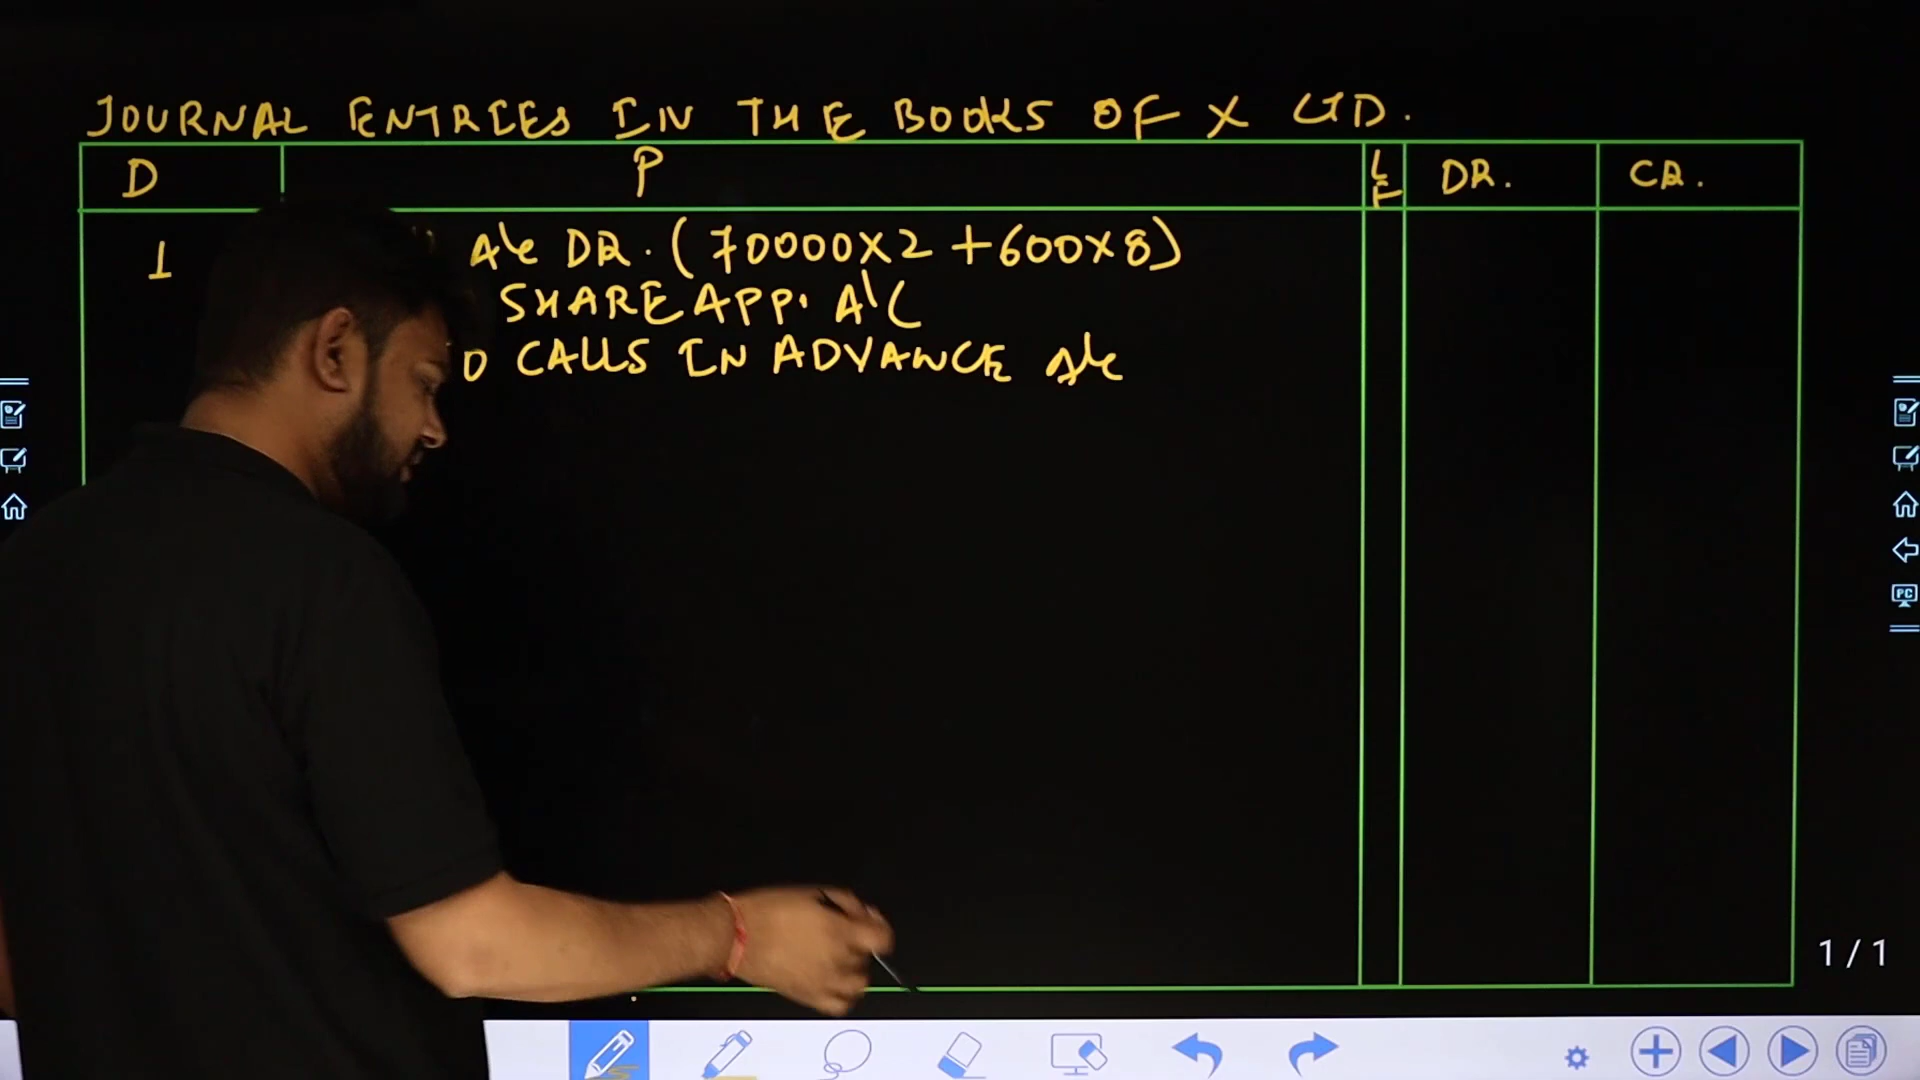 JOURNAL ENTRIES IN THE BOOKS OF X LTD.
D P LF DR. CR.
1 A/c DR. (70000X2 +600X8)
SHARE APP. A/C
O CALLS IN ADVANCE A/c
PC
1/1